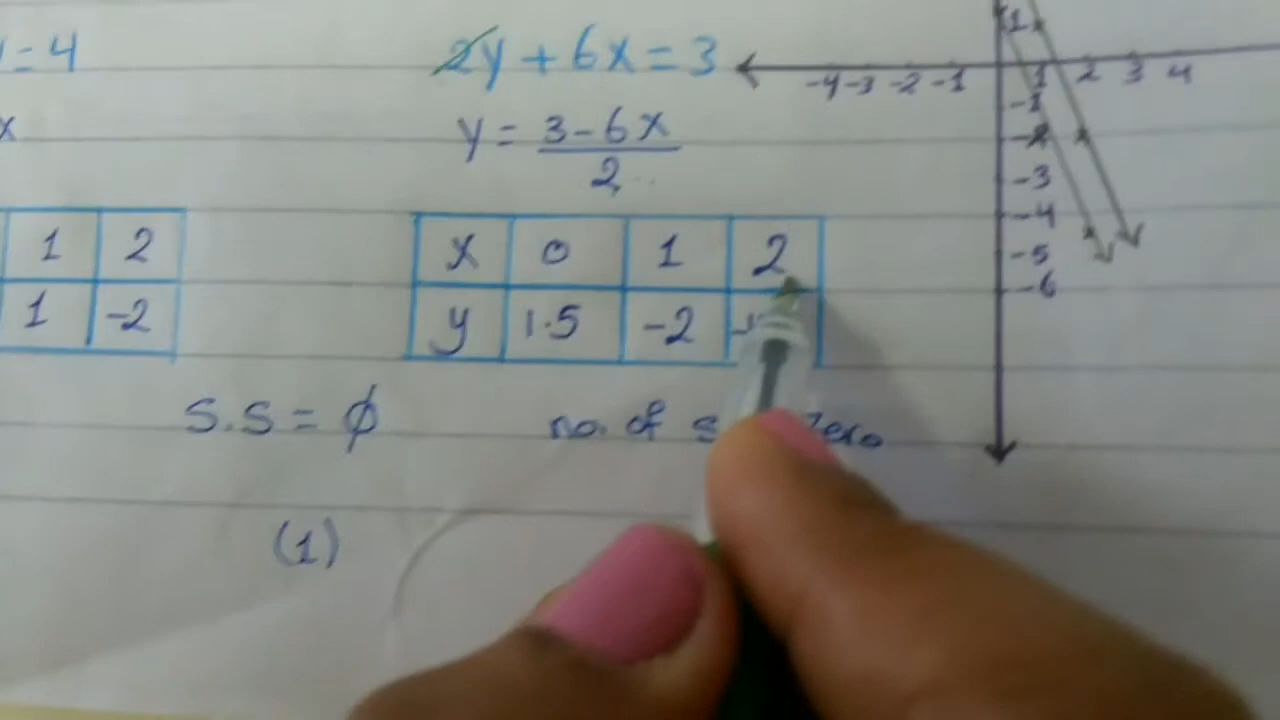 =4
2y + 6x = 3
y = 3-6x / 2
x
1 2
1 -2
x 0 1 2
y 1.5 -2
S.S = ∅
no. of zero
(1)
1
-4 -3 -2 -1 1 2 3 4
-1
-2
-3
-4
-5
-6